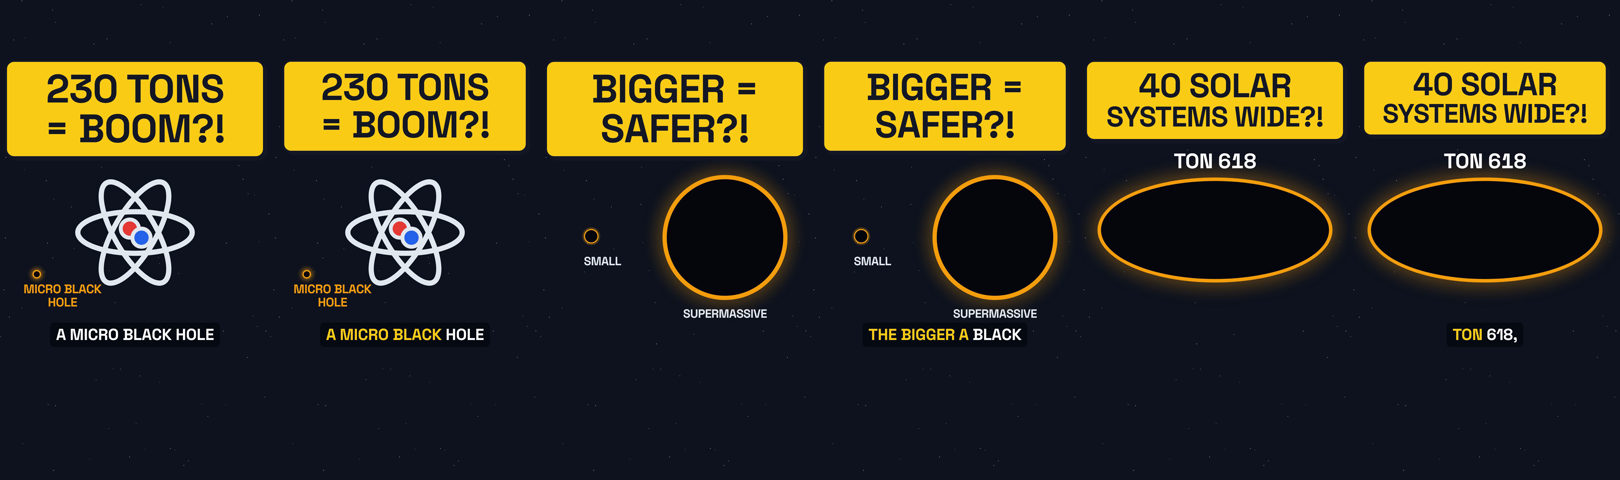 230 TONS
= BOOM?!
MICRO BLACK
HOLE
A MICRO BLACK HOLE
230 TONS
= BOOM?!
MICRO BLACK
HOLE
A MICRO BLACK HOLE
BIGGER =
SAFER?!
SMALL
SUPERMASSIVE
BIGGER =
SAFER?!
SMALL
SUPERMASSIVE
THE BIGGER A BLACK
40 SOLAR
SYSTEMS WIDE?!
TON 618
40 SOLAR
SYSTEMS WIDE?!
TON 618
TON 618,